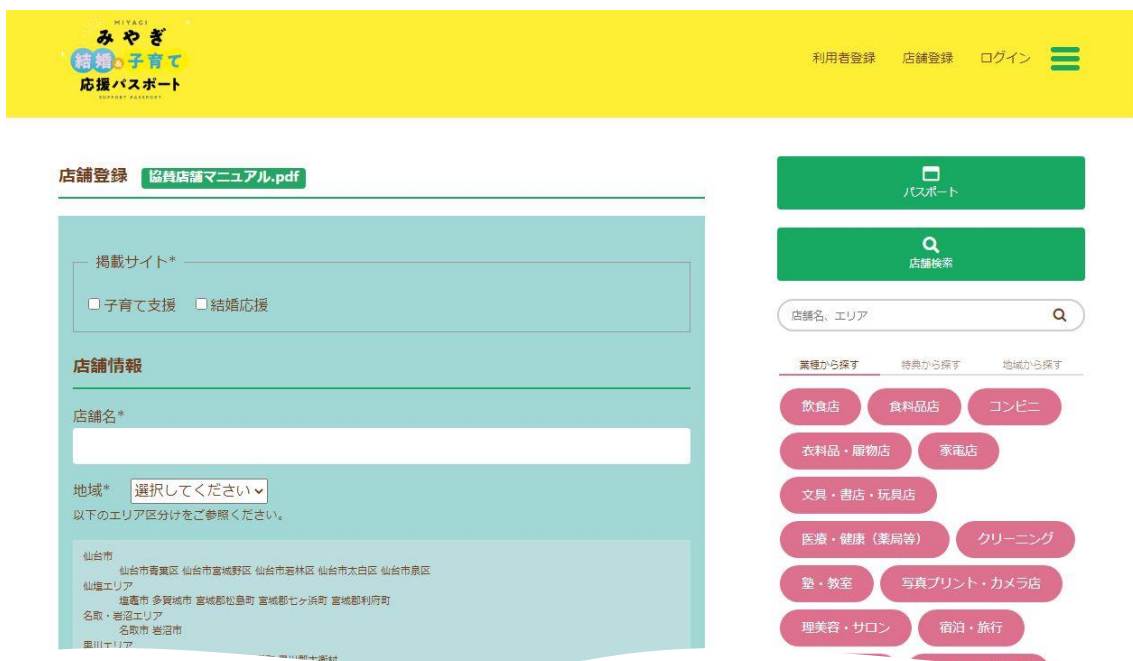 MIYAGI
みやぎ
結婚の子育て
応援パスポート
SUPPORT PASSPORT
利用者登録 店舗登録 ログイン
店舗登録 協賛店舗マニュアル.pdf
掲載サイト*
子育て支援 結婚応援
店舗情報
店舗名*
地域* 選択してください
以下のエリア区分けをご参照ください。
仙台市
仙台市青葉区 仙台市宮城野区 仙台市若林区 仙台市太白区 仙台市泉区
仙塩エリア
塩竈市 多賀城市 宮城郡松島町 宮城郡七ヶ浜町 宮城郡利府町
名取・岩沼エリア
名取市 岩沼市
黒川エリア
黒川郡大衡村
パスポート
店舗検索
店舗名、エリア
業種から探す 特典から探す 地域から探す
飲食店 食料品店 コンビニ
衣料品・履物店 家電店
文具・書店・玩具店
医療・健康（薬局等） クリーニング
塾・教室 写真プリント・カメラ店
理美容・サロン 宿泊・旅行